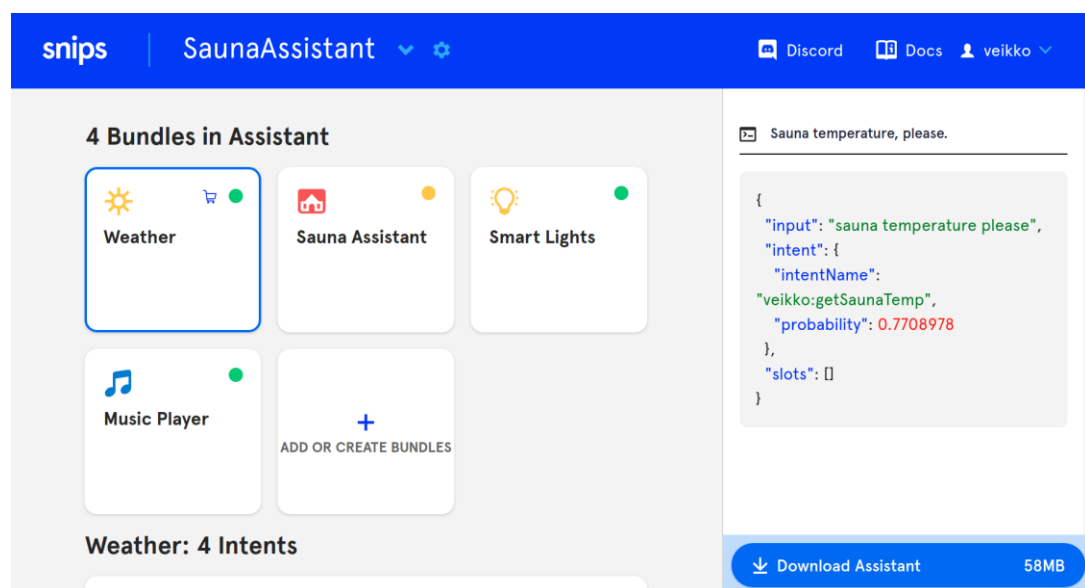 snips
SaunaAssistant
Discord
Docs
veikko
4 Bundles in Assistant
Weather
Sauna Assistant
Smart Lights
Music Player
+
ADD OR CREATE BUNDLES
Weather: 4 Intents
Sauna temperature, please.
{
"input": "sauna temperature please",
"intent": {
"intentName":
"veikko:getSaunaTemp",
"probability": 0.7708978
},
"slots": []
}
Download Assistant 58MB